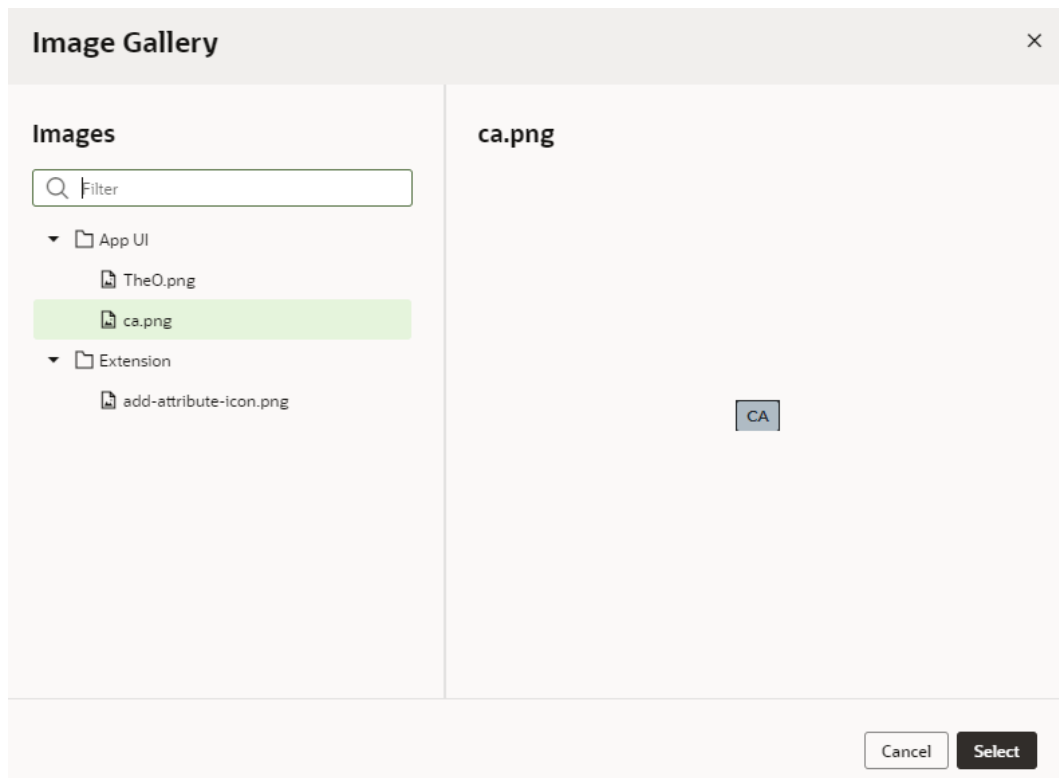 Image Gallery
Images
Filter
App UI
TheO.png
ca.png
Extension
add-attribute-icon.png
ca.png
CA
Cancel
Select